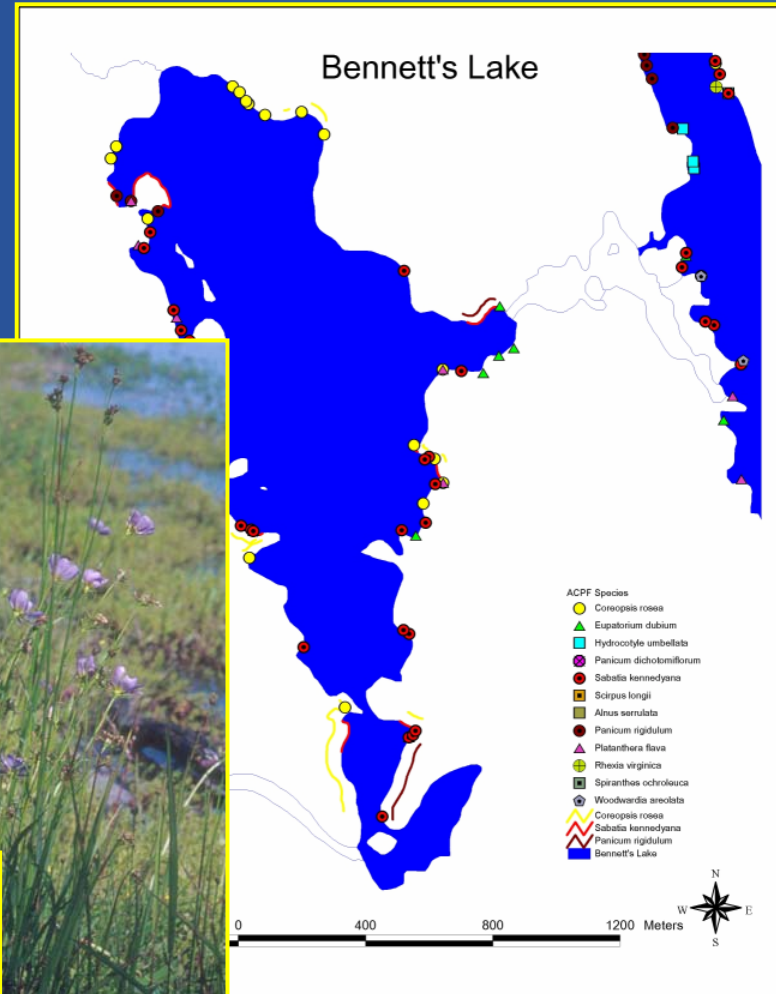 Bennett's Lake
ACPF Species
Coreopsis rosea
Eupatorium dubium
Hydrocotyle umbellata
Panicum dichotomiflorum
Sabatia kennedyana
Scirpus longii
Alnus serrulata
Panicum rigidulum
Platanthera flava
Rhexia virginica
Spiranthes ochroleuca
Woodwardia areolata
Coreopsis rosea
Sabatia kennedyana
Panicum rigidulum
Bennett's Lake
N
W E
S
0 400 800 1200 Meters